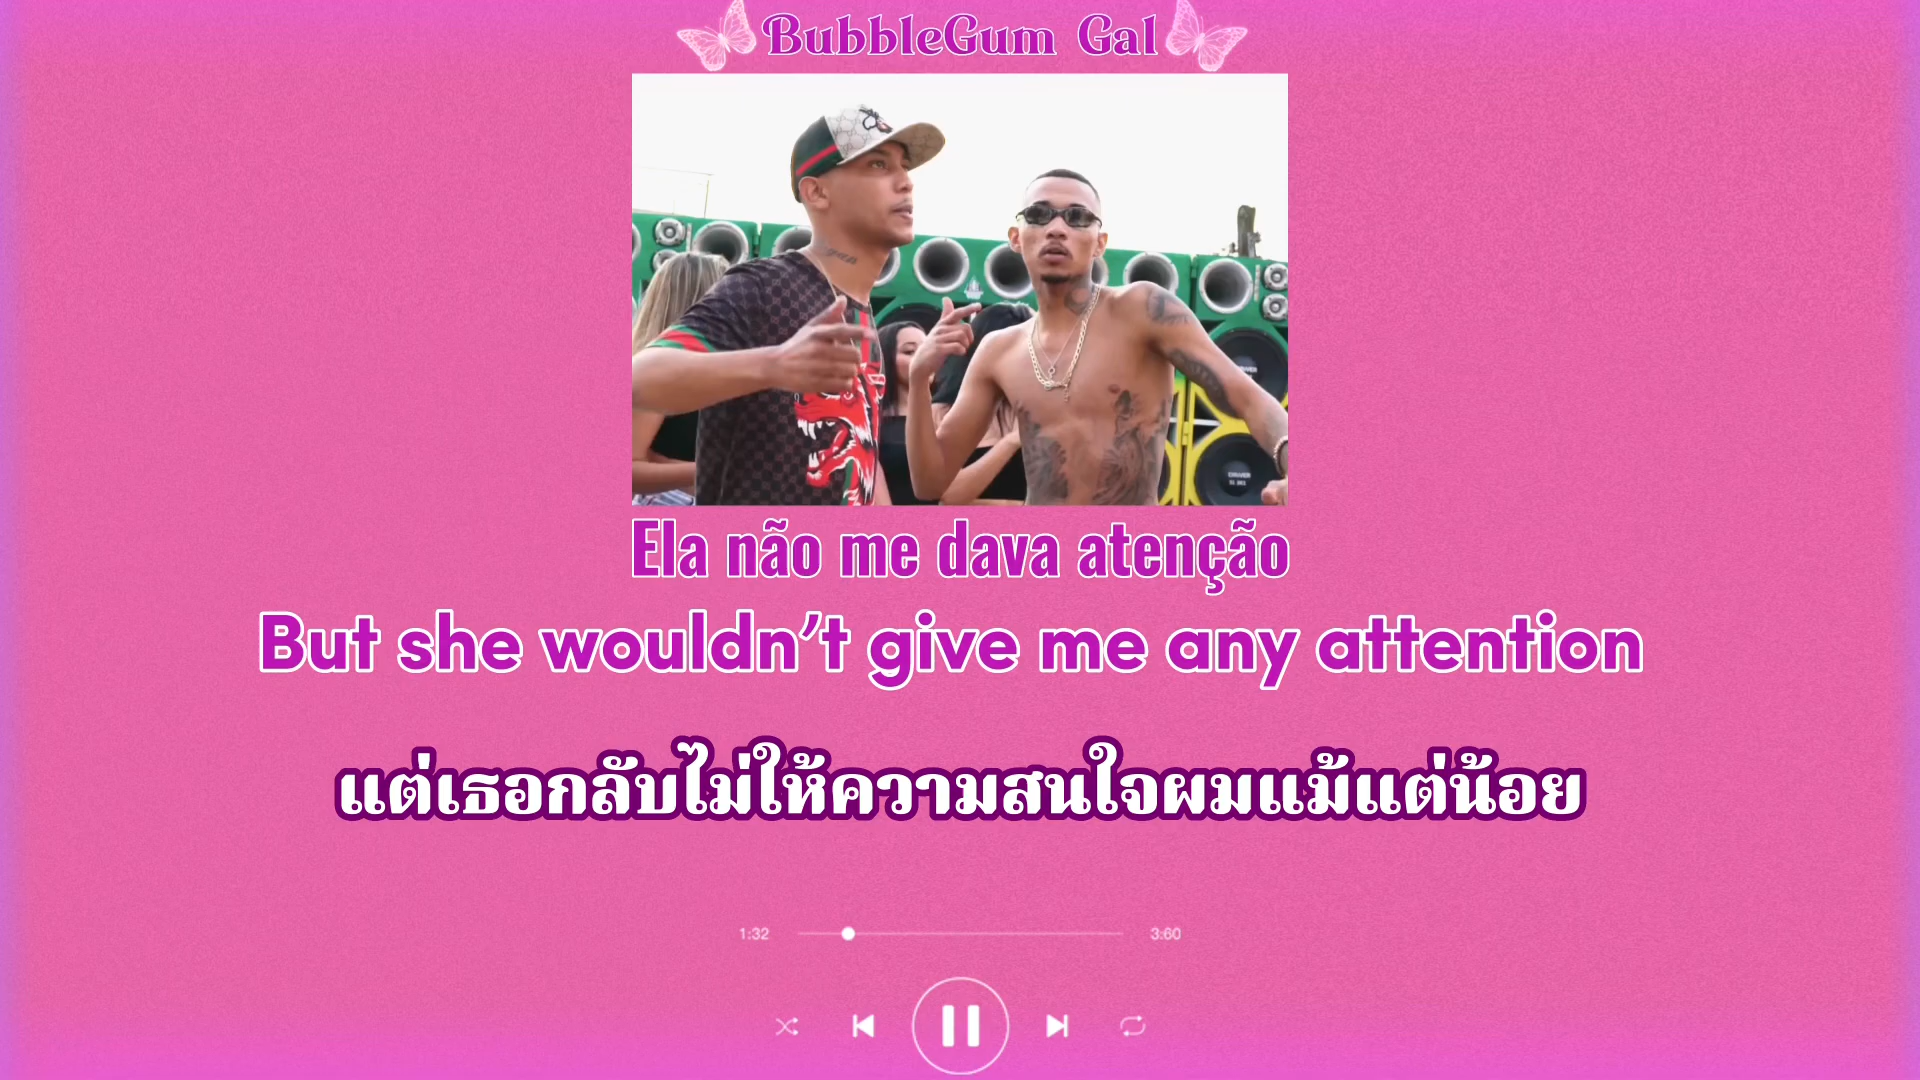 BubbleGum Gal
Ela não me dava atenção
But she wouldn't give me any attention
แต่เธอกลับไม่ให้ความสนใจผมแม้แต่น้อย
1:32
3:60